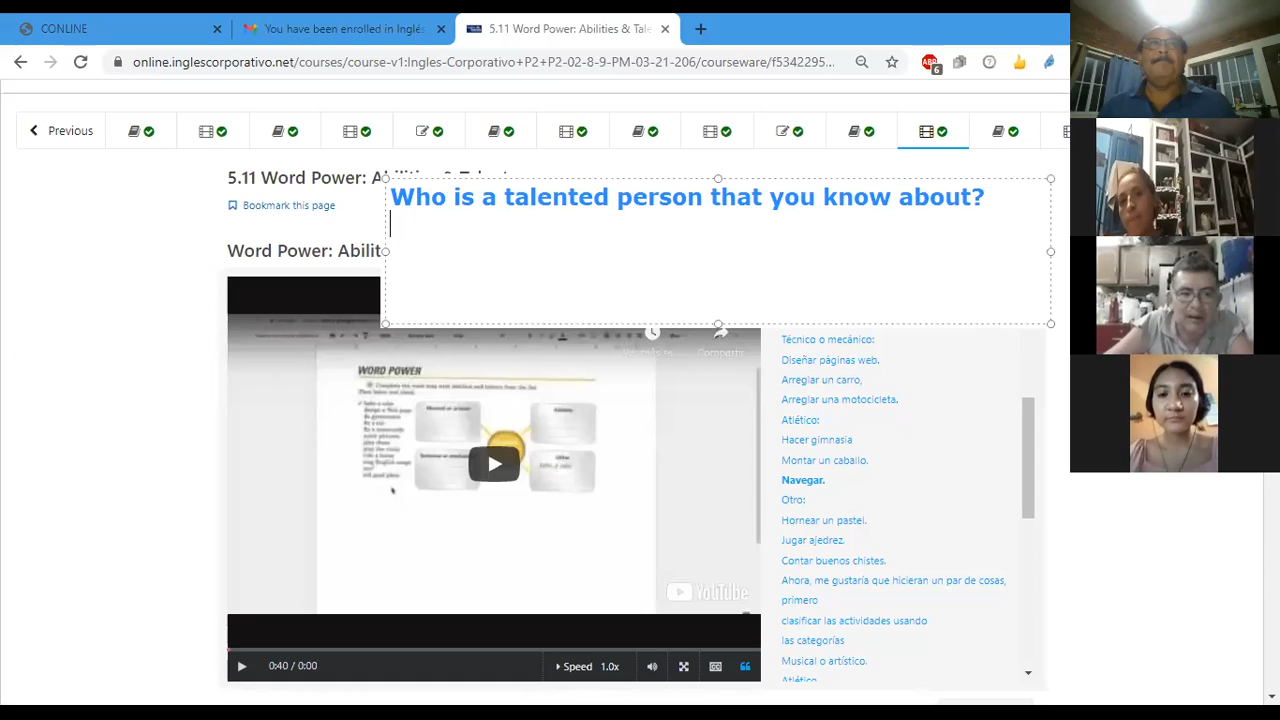 CONLINE
You have been enrolled in Inglés
5.11 Word Power: Abilities & Tale
online.inglescorporativo.net/courses/course-v1:Ingles-Corporativo+P2+P2-02-8-9-PM-03-21-206/courseware/f5342295...
ABP
6
Previous
5.11 Word Power: A
Bookmark this page
Who is a talented person that you know about?
Word Power: Abilit
WORD POWER
YouTube
0:40 / 0:00
Speed 1.0x
CC
Técnico o mecánico:
Diseñar páginas web.
Arreglar un carro,
Arreglar una motocicleta.
Atlético:
Hacer gimnasia
Montar un caballo.
Navegar.
Otro:
Hornear un pastel.
Jugar ajedrez.
Contar buenos chistes.
Ahora, me gustaría que hicieran un par de cosas,
primero
clasificar las actividades usando
las categorías
Musical o artístico.
Atlético